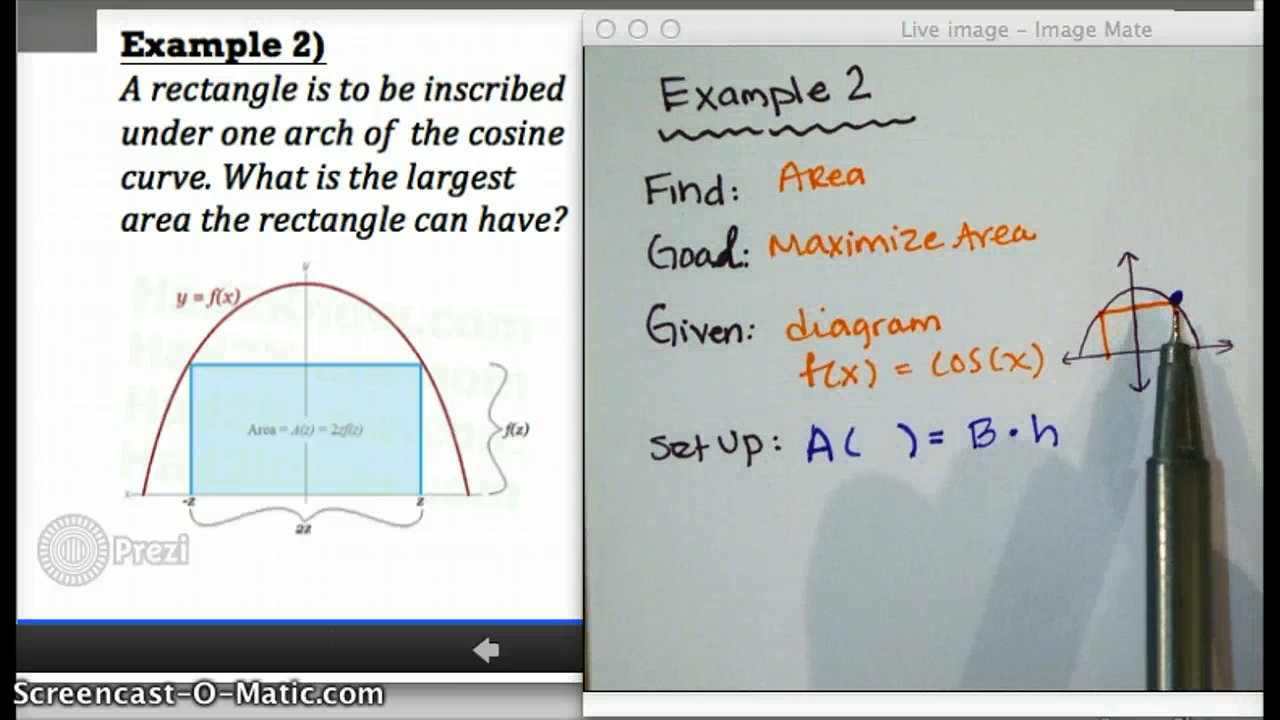 Example 2)
A rectangle is to be inscribed
under one arch of the cosine
curve. What is the largest
area the rectangle can have?
y
y = f(x)
Area = A(z) = 2zf(z)
f(z)
x
-z
z
2z
Prezi
Screencast-O-Matic.com
Live image - Image Mate
Example 2
Find: Area
Goal: Maximize Area
Given: diagram
f(x) = cos(x)
Set Up: A( ) = B · h